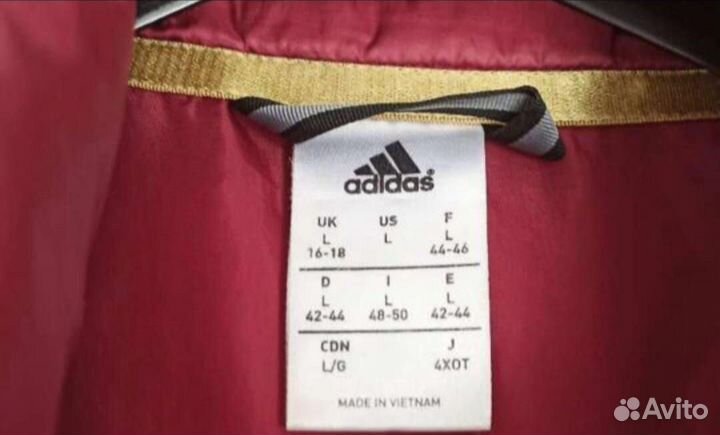 adidas®
UK US F
L L L
16-18 44-46
D I E
L L L
42-44 48-50 42-44
CDN J
L/G 4XOT
MADE IN VIETNAM
Avito